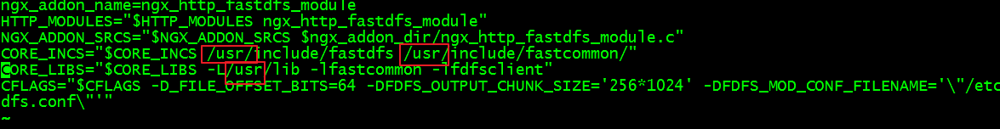 ngx_addon_name=ngx_http_fastdfs_module
HTTP_MODULES="$HTTP_MODULES ngx_http_fastdfs_module"
NGX_ADDON_SRCS="$NGX_ADDON_SRCS $ngx_addon_dir/ngx_http_fastdfs_module.c"
CORE_INCS="$CORE_INCS /usr/include/fastdfs /usr/include/fastcommon/"
CORE_LIBS="$CORE_LIBS -L/usr/lib -lfastcommon -lfdfsclient"
CFLAGS="$CFLAGS -D_FILE_OFFSET_BITS=64 -DFDFS_OUTPUT_CHUNK_SIZE='256*1024' -DFDFS_MOD_CONF_FILENAME='\"/etc
dfs.conf\"'"
~